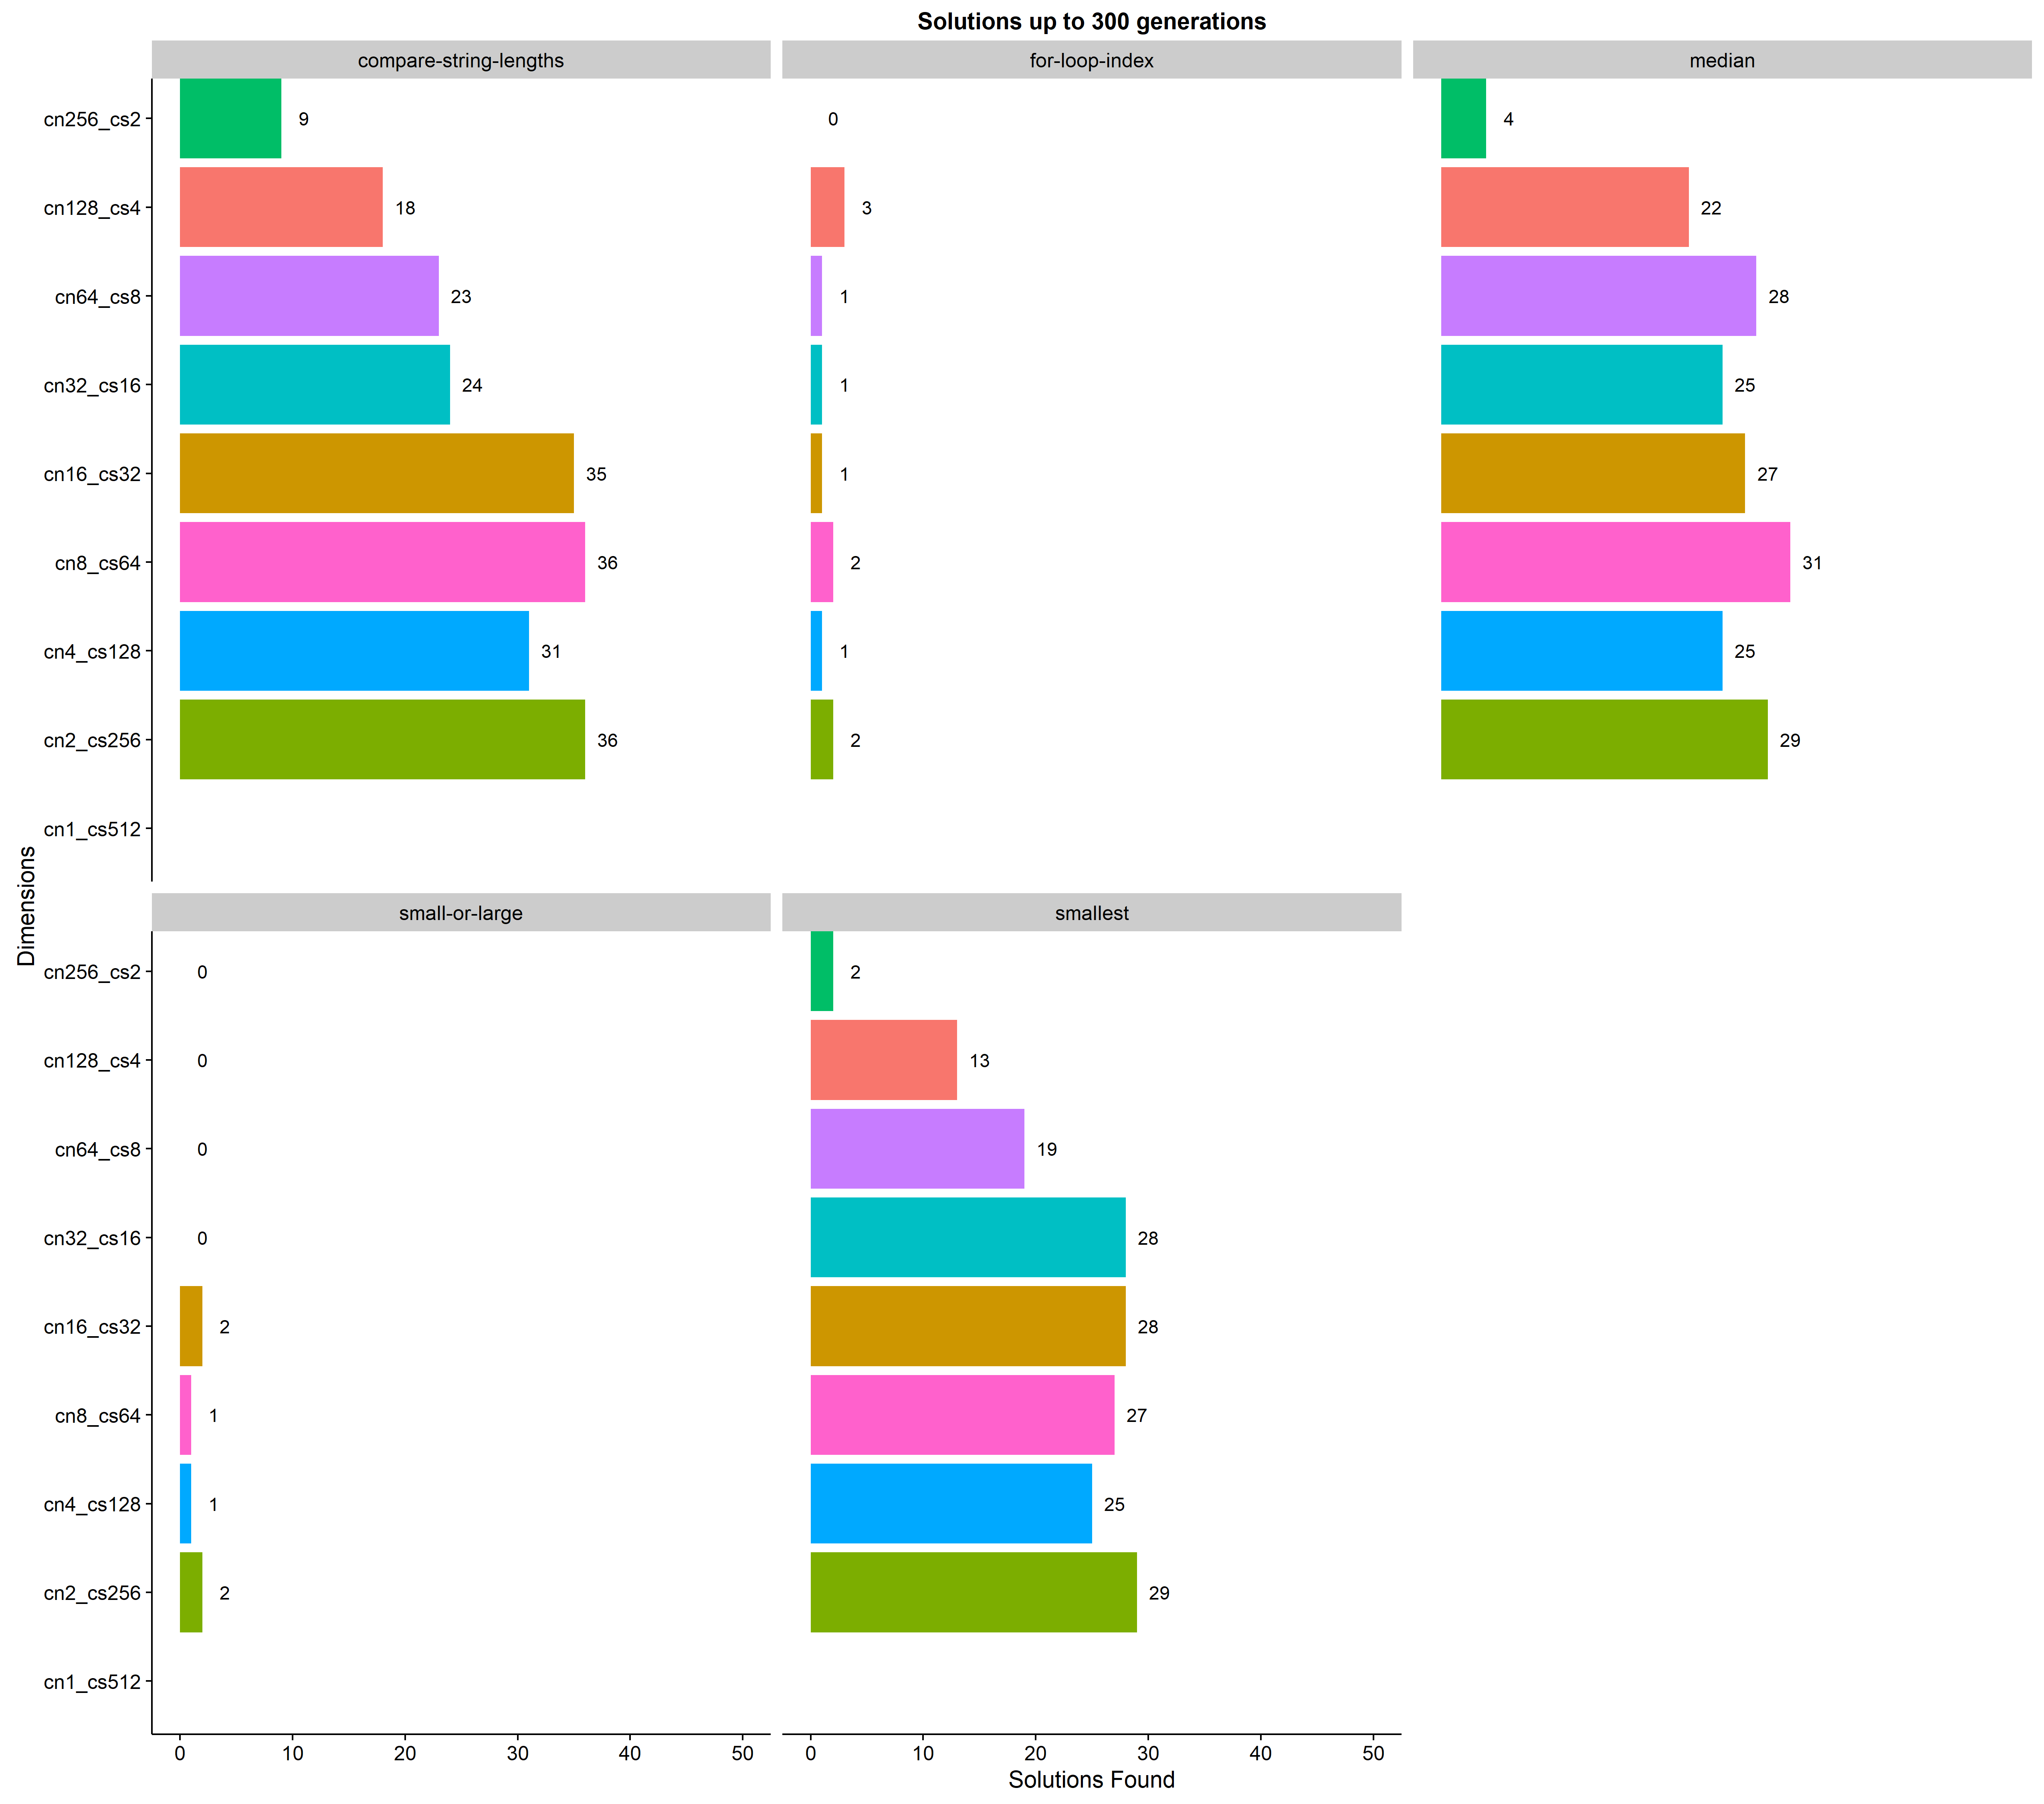 Solutions up to 300 generations
compare-string-lengths
for-loop-index
median
cn256_cs2
9
0
4
cn128_cs4
18
3
22
cn64_cs8
23
1
28
cn32_cs16
24
1
25
cn16_cs32
35
1
27
cn8_cs64
36
2
31
cn4_cs128
31
1
25
cn2_cs256
36
2
29
cn1_cs512
Dimensions
small-or-large
smallest
cn256_cs2
0
2
cn128_cs4
0
13
cn64_cs8
0
19
cn32_cs16
0
28
cn16_cs32
2
28
cn8_cs64
1
27
cn4_cs128
1
25
cn2_cs256
2
29
cn1_cs512
0 10 20 30 40 50
0 10 20 30 40 50
Solutions Found